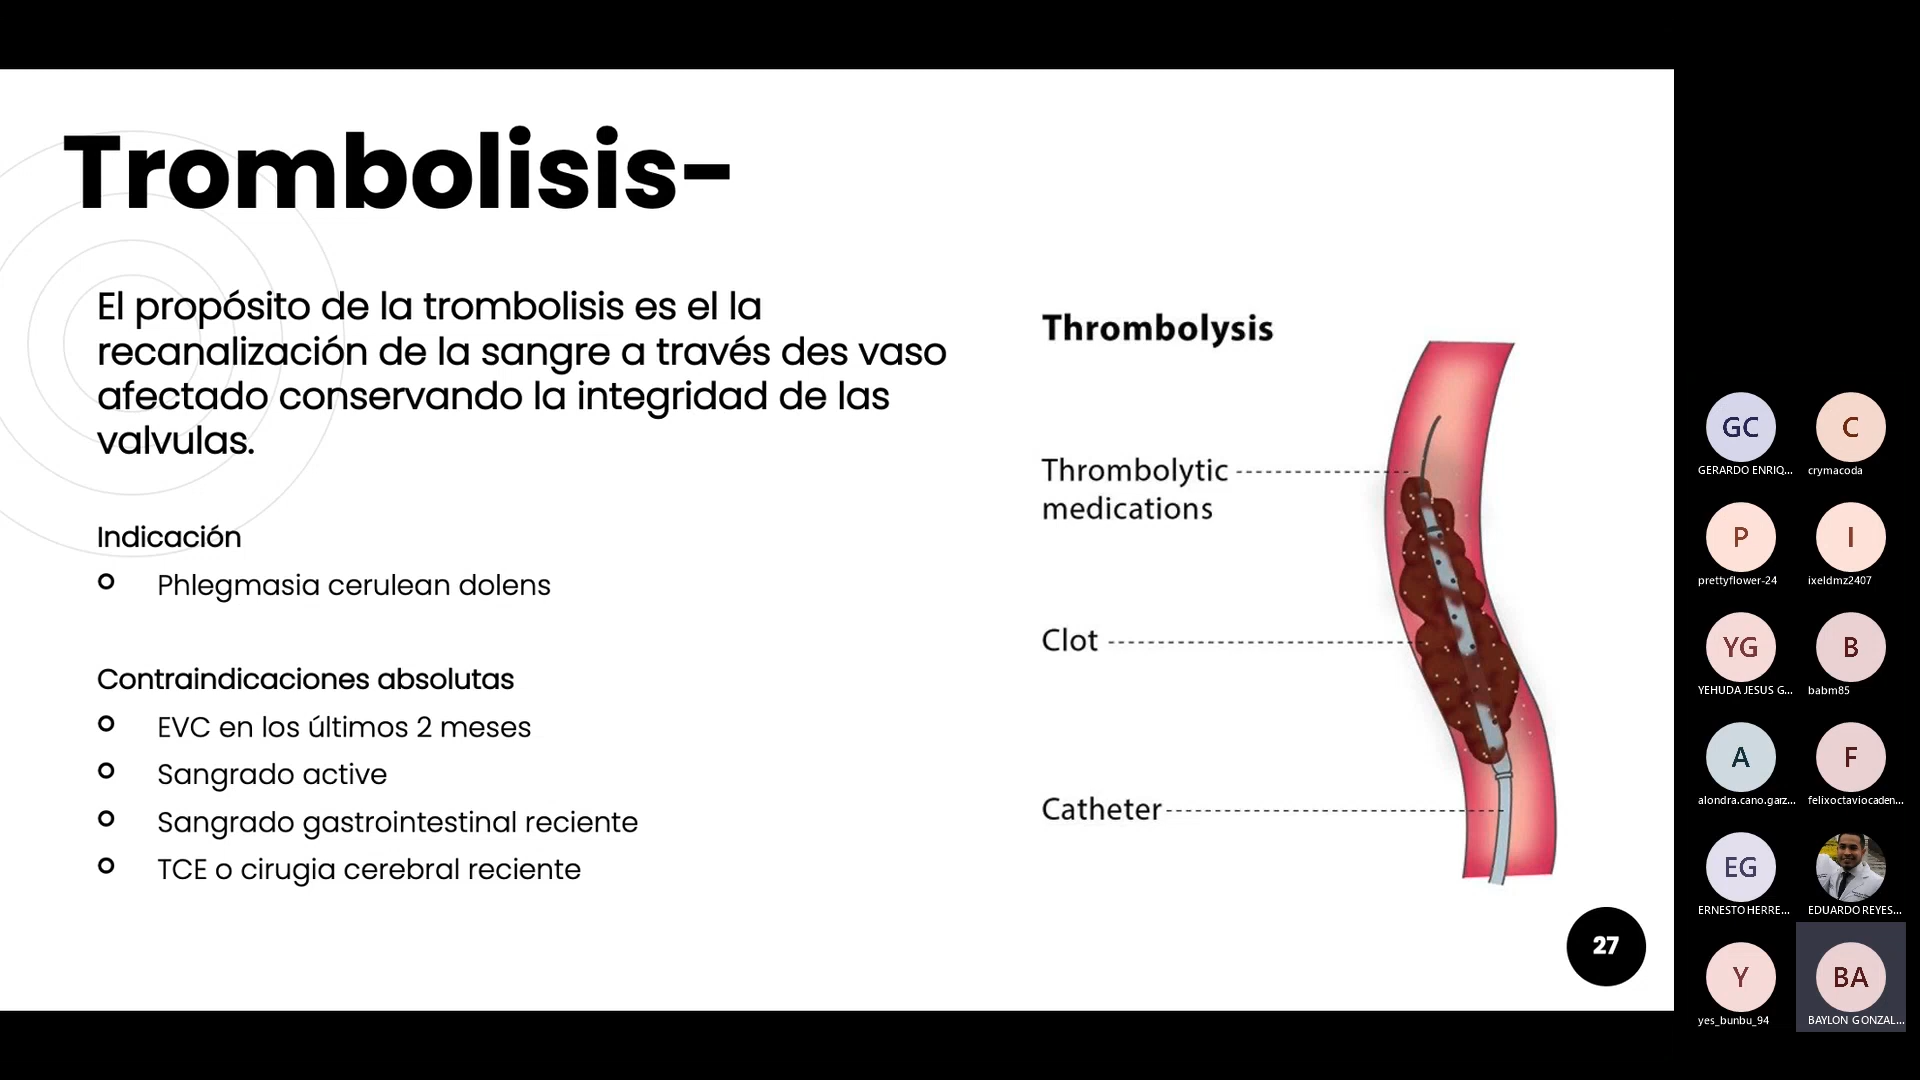 Trombolisis-
El propósito de la trombolisis es el la
recanalización de la sangre a través des vaso
afectado conservando la integridad de las
valvulas.
Indicación
Phlegmasia cerulean dolens
Contraindicaciones absolutas
EVC en los últimos 2 meses
Sangrado active
Sangrado gastrointestinal reciente
TCE o cirugia cerebral reciente
Thrombolysis
Thrombolytic
medications
Clot
Catheter
27
GC
GERARDO ENRIQ...
C
crymacoda
P
prettyflower-24
I
ixeldmz2407
YG
YEHUDA JESUS G...
B
babm85
A
alondra.cano.garz...
F
felixoctaviocaden...
EG
ERNESTO HERRE...
EDUARDO REYES...
Y
yes_bunbu_94
BA
BAYLON GONZAL...